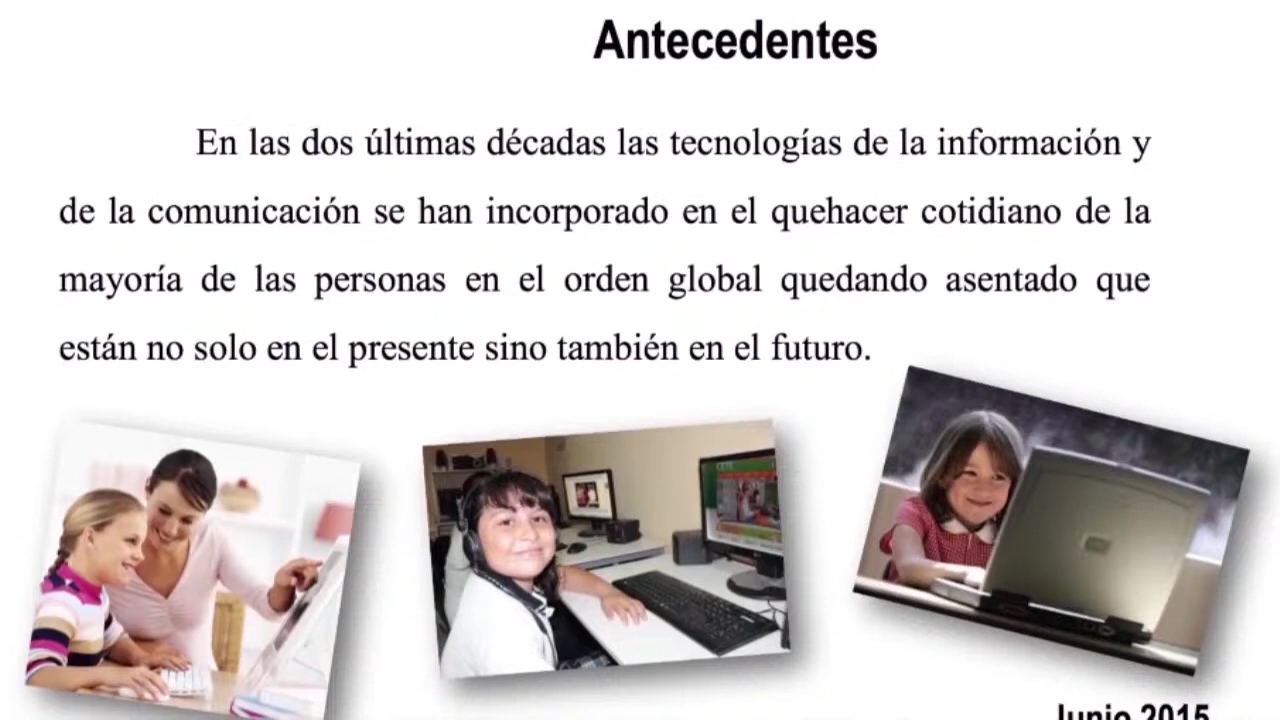 Antecedentes
En las dos últimas décadas las tecnologías de la información y
de la comunicación se han incorporado en el quehacer cotidiano de la
mayoría de las personas en el orden global quedando asentado que
están no solo en el presente sino también en el futuro.
Junio 2015